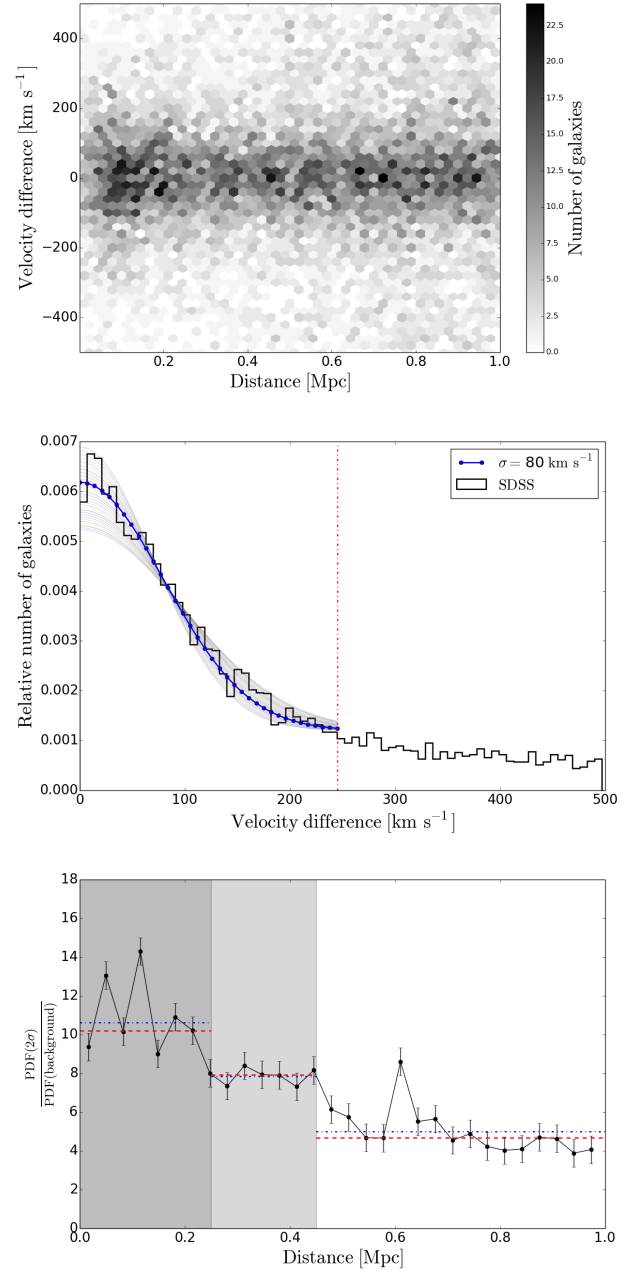 Velocity difference [km s⁻¹]
400
200
0
−200
−400
0.2 0.4 0.6 0.8 1.0
Distance [Mpc]
22.5
20.0
17.5
15.0
12.5
10.0
7.5
5.0
2.5
0.0
Number of galaxies
Relative number of galaxies
0.007
0.006
0.005
0.004
0.003
0.002
0.001
0.000
σ = 80 km s⁻¹
SDSS
0 100 200 300 400 500
Velocity difference [km s⁻¹]
PDF(2σ)
PDF(background)
18
16
14
12
10
8
6
4
2
0
0.0 0.2 0.4 0.6 0.8 1.0
Distance [Mpc]